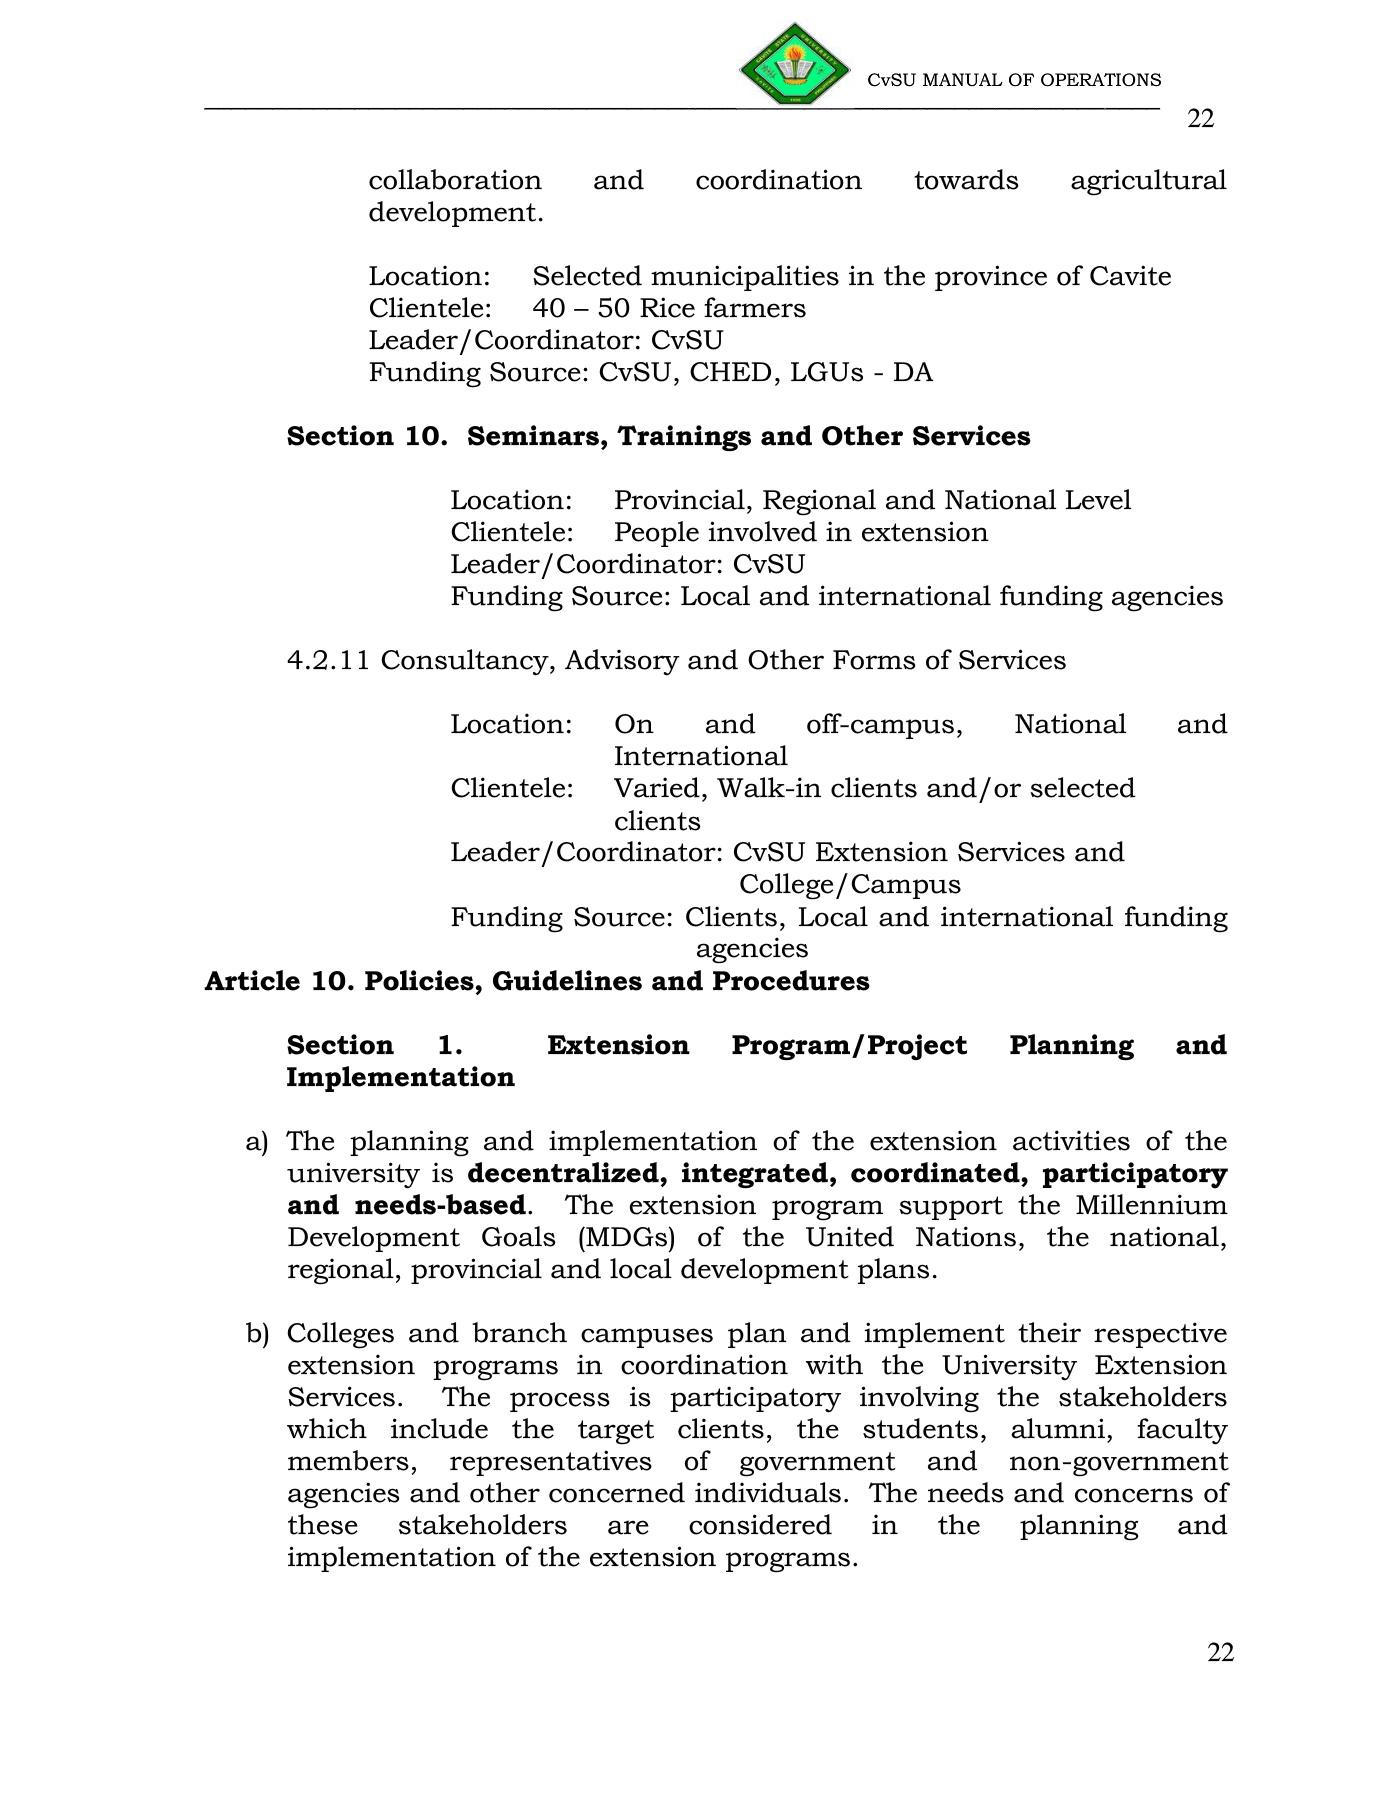 CvSU MANUAL OF OPERATIONS
22
collaboration and coordination towards agricultural
development.
Location: Selected municipalities in the province of Cavite
Clientele: 40 – 50 Rice farmers
Leader/Coordinator: CvSU
Funding Source: CvSU, CHED, LGUs - DA
Section 10. Seminars, Trainings and Other Services
Location: Provincial, Regional and National Level
Clientele: People involved in extension
Leader/Coordinator: CvSU
Funding Source: Local and international funding agencies
4.2.11 Consultancy, Advisory and Other Forms of Services
Location: On and off-campus, National and
International
Clientele: Varied, Walk-in clients and/or selected
clients
Leader/Coordinator: CvSU Extension Services and
College/Campus
Funding Source: Clients, Local and international funding
agencies
Article 10. Policies, Guidelines and Procedures
Section 1. Extension Program/Project Planning and
Implementation
a) The planning and implementation of the extension activities of the
university is decentralized, integrated, coordinated, participatory
and needs-based. The extension program support the Millennium
Development Goals (MDGs) of the United Nations, the national,
regional, provincial and local development plans.
b) Colleges and branch campuses plan and implement their respective
extension programs in coordination with the University Extension
Services. The process is participatory involving the stakeholders
which include the target clients, the students, alumni, faculty
members, representatives of government and non-government
agencies and other concerned individuals. The needs and concerns of
these stakeholders are considered in the planning and
implementation of the extension programs.
22